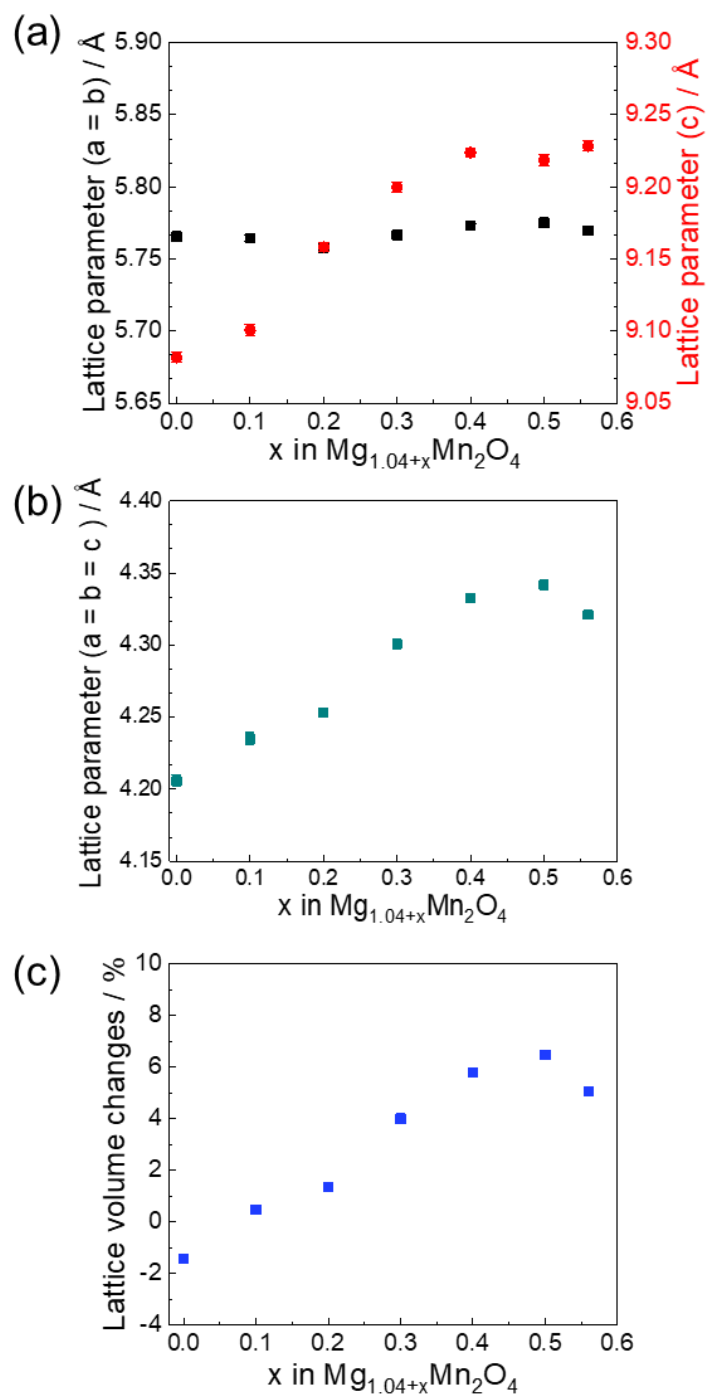 (a)
Lattice parameter (a = b) / Å
5.90
5.85
5.80
5.75
5.70
5.65
9.30
9.25
9.20
9.15
9.10
9.05
Lattice parameter (c) / Å
0.0 0.1 0.2 0.3 0.4 0.5 0.6
x in Mg₁.₀₄₊ₓMn₂O₄
(b)
Lattice parameter (a = b = c ) / Å
4.40
4.35
4.30
4.25
4.20
4.15
0.0 0.1 0.2 0.3 0.4 0.5 0.6
x in Mg₁.₀₄₊ₓMn₂O₄
(c)
Lattice volume changes / %
10
8
6
4
2
0
-2
-4
0.0 0.1 0.2 0.3 0.4 0.5 0.6
x in Mg₁.₀₄₊ₓMn₂O₄